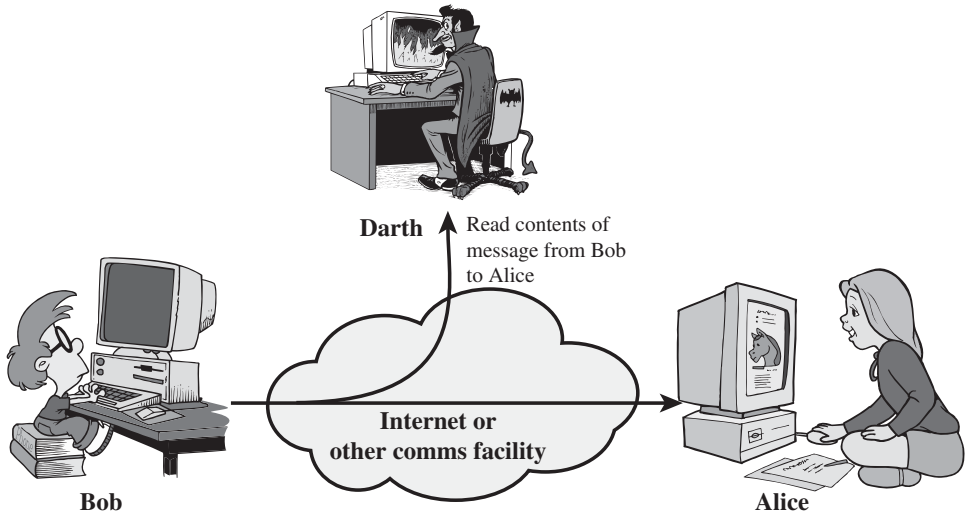 Darth
Read contents of
message from Bob
to Alice
Internet or
other comms facility
Bob
Alice